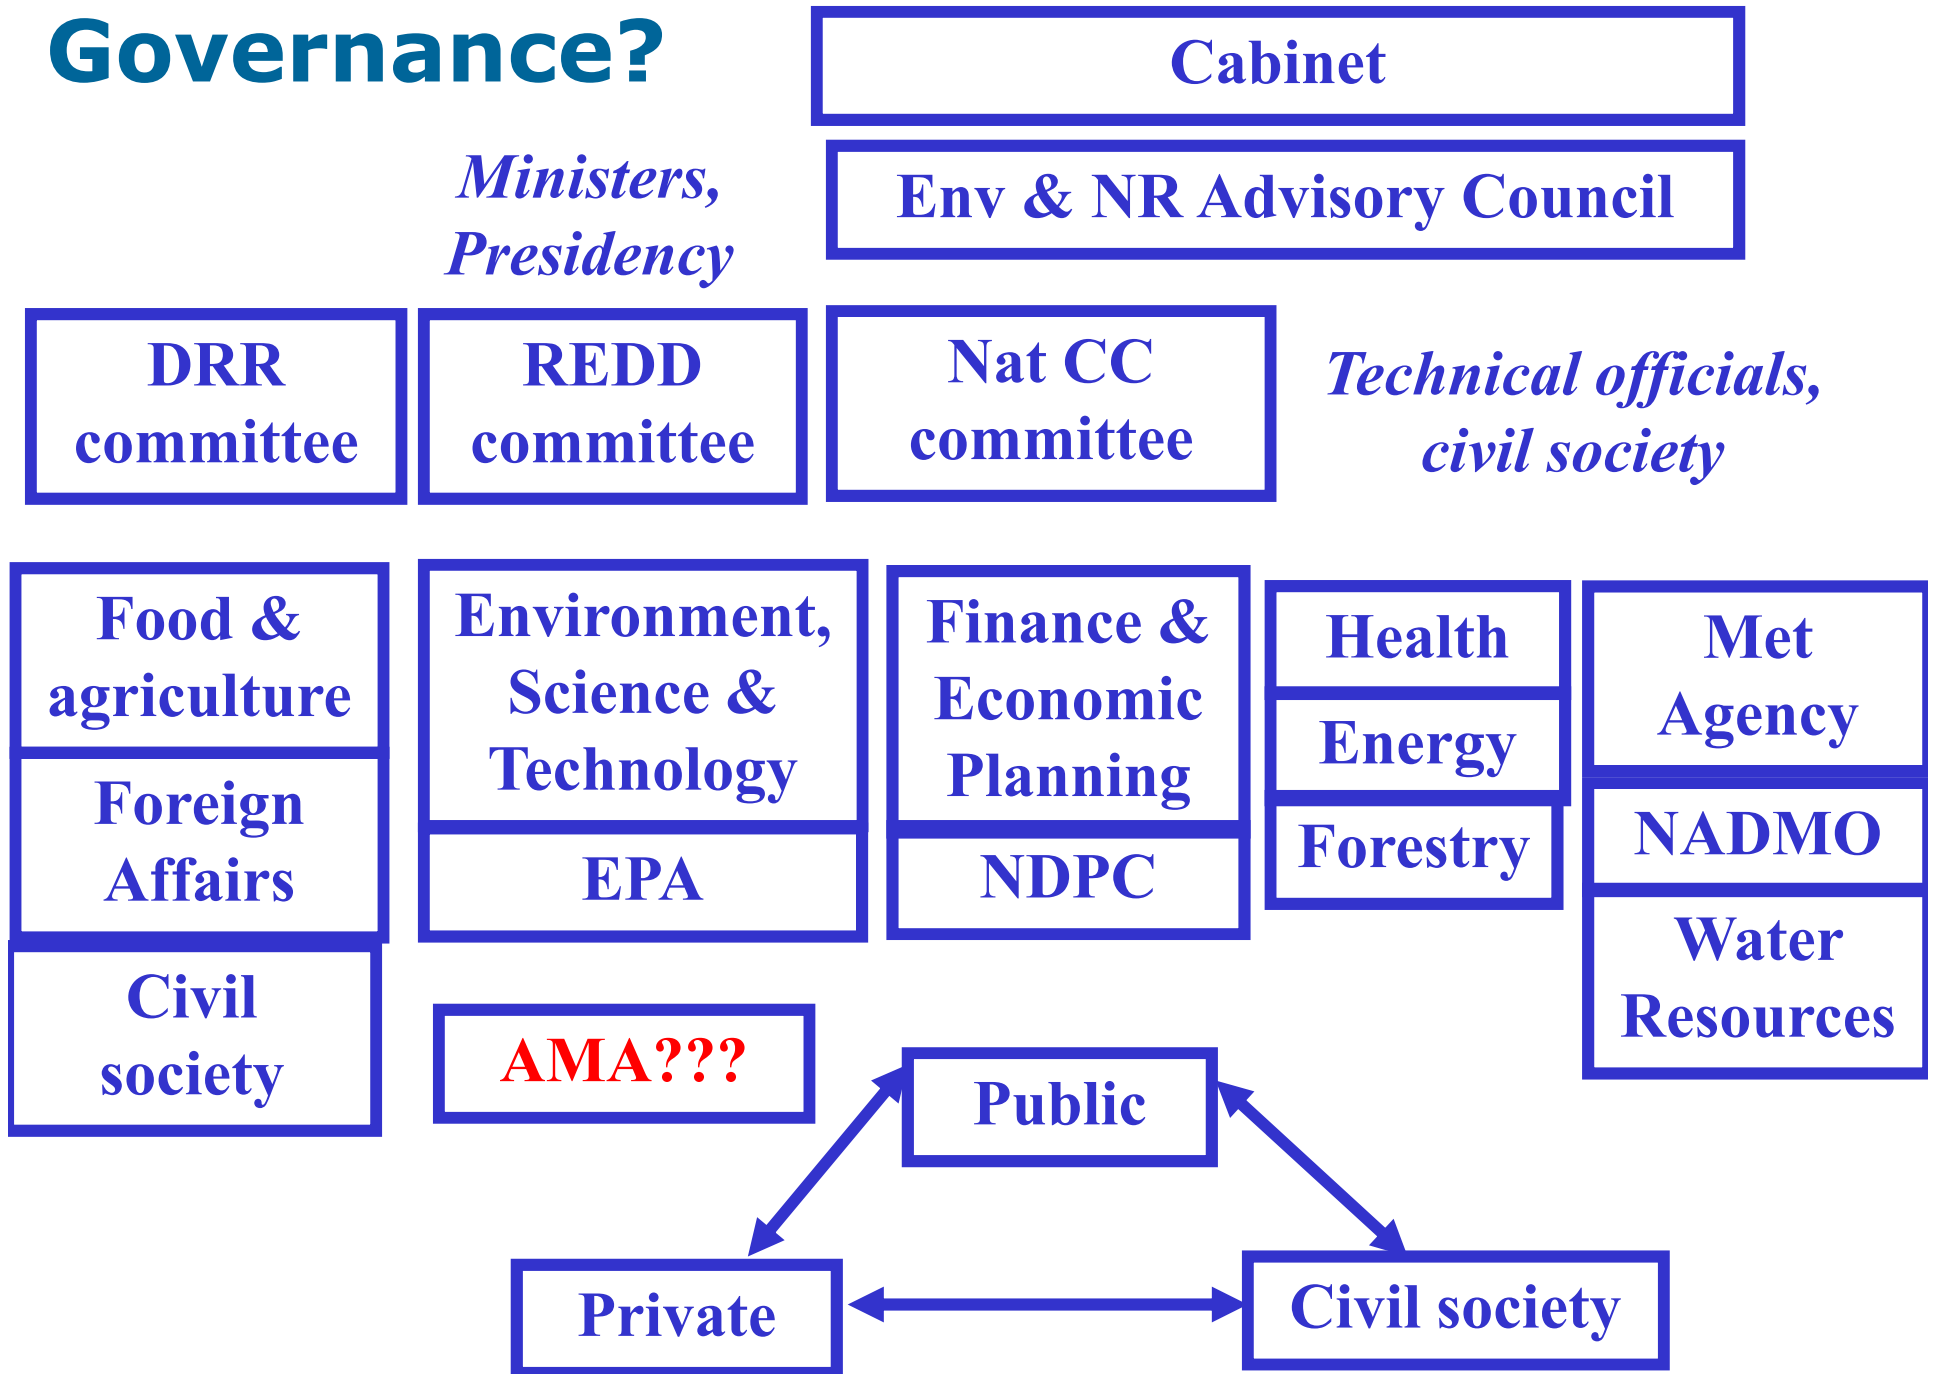 Governance?
Cabinet
Ministers,
Presidency
Env & NR Advisory Council
DRR
committee
REDD
committee
Nat CC
committee
Technical officials,
civil society
Food &
agriculture
Foreign
Affairs
Civil
society
Environment,
Science &
Technology
EPA
Finance &
Economic
Planning
NDPC
Health
Energy
Forestry
Met
Agency
NADMO
Water
Resources
AMA???
Public
Private
Civil society